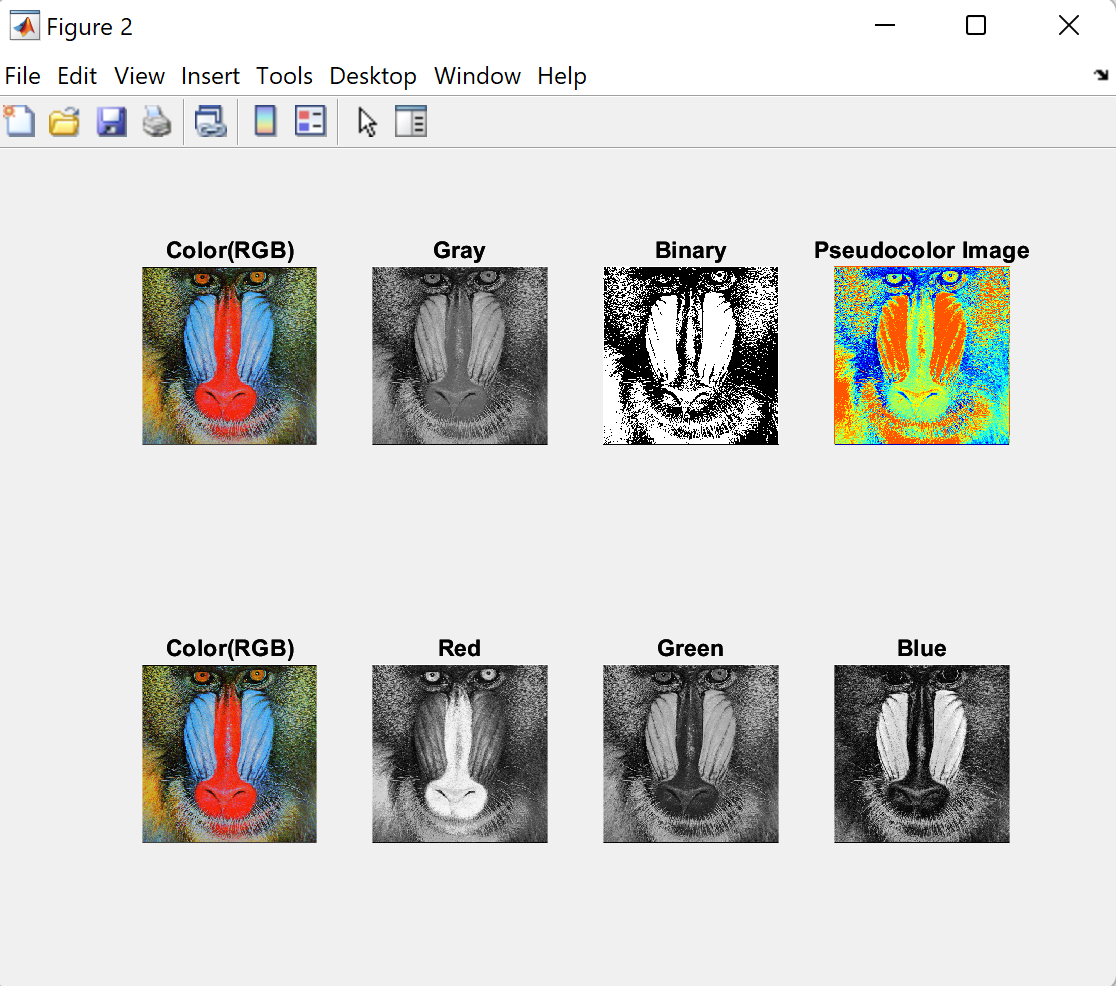 Figure 2
File Edit View Insert Tools Desktop Window Help
Color(RGB) Gray Binary Pseudocolor Image
Color(RGB) Red Green Blue